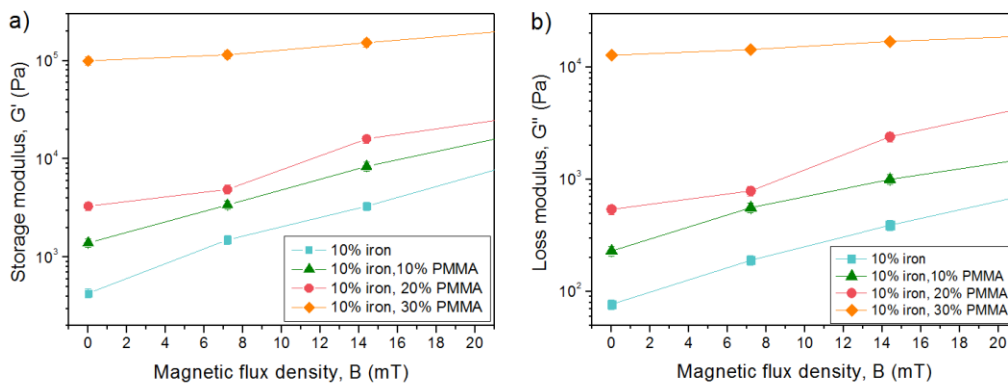 a)
Storage modulus, G' (Pa)
10⁵
10⁴
10³
0 2 4 6 8 10 12 14 16 18 20
Magnetic flux density, B (mT)
10% iron
10% iron,10% PMMA
10% iron, 20% PMMA
10% iron, 30% PMMA
b)
Loss modulus, G'' (Pa)
10⁴
10³
10²
0 2 4 6 8 10 12 14 16 18 20
Magnetic flux density, B (mT)
10% iron
10% iron,10% PMMA
10% iron, 20% PMMA
10% iron, 30% PMMA